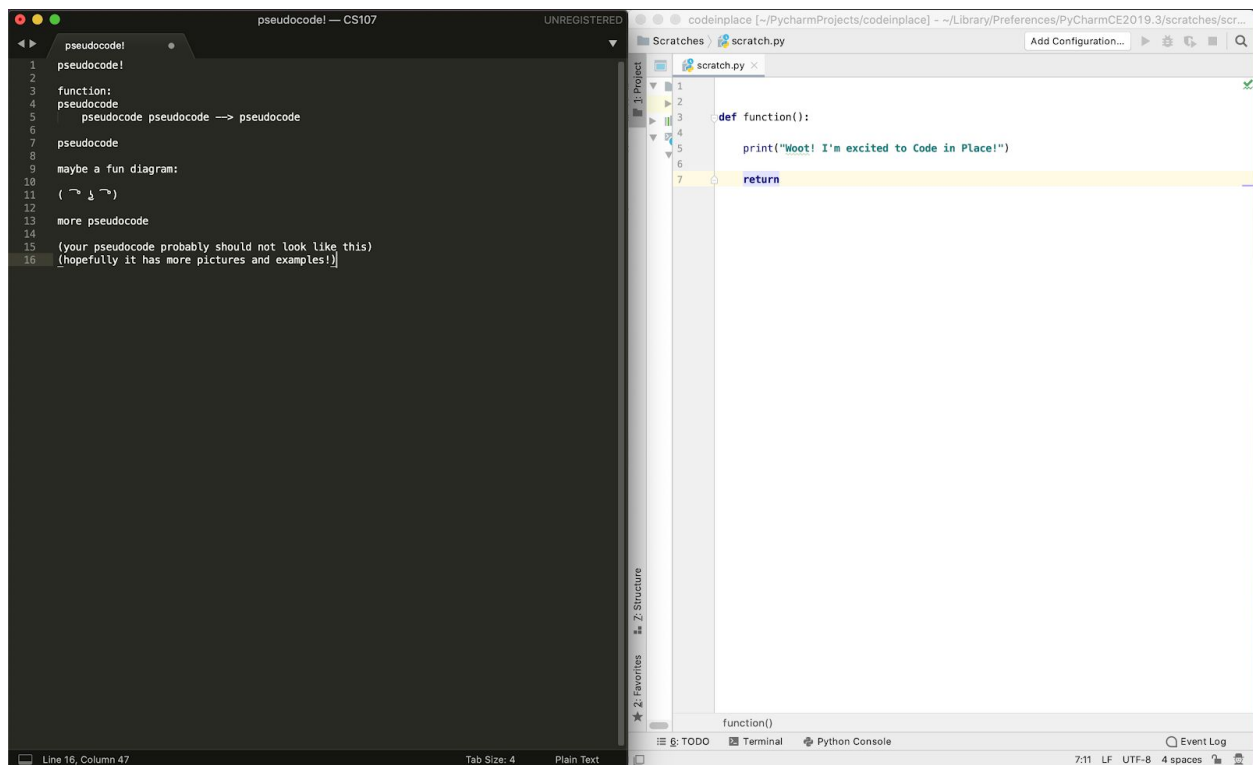 pseudocode! — CS107
UNREGISTERED
pseudocode!
1 pseudocode!
2
3 function:
4 pseudocode
5 pseudocode pseudocode —> pseudocode
6
7 pseudocode
8
9 maybe a fun diagram:
10
11 ( ͡° ͜ʖ ͡°)
12
13 more pseudocode
14
15 (your pseudocode probably should not look like this)
16 (hopefully it has more pictures and examples!)
Line 16, Column 47
Tab Size: 4
Plain Text
codeinplace [~/PycharmProjects/codeinplace] - ~/Library/Preferences/PyCharmCE2019.3/scratches/scr...
Scratches
scratch.py
Add Configuration...
1: Project
scratch.py
1
2
3 def function():
4
5 print("Woot! I'm excited to Code in Place!")
6
7 return
Z: Structure
2: Favorites
function()
6: TODO
Terminal
Python Console
Event Log
7:11 LF UTF-8 4 spaces